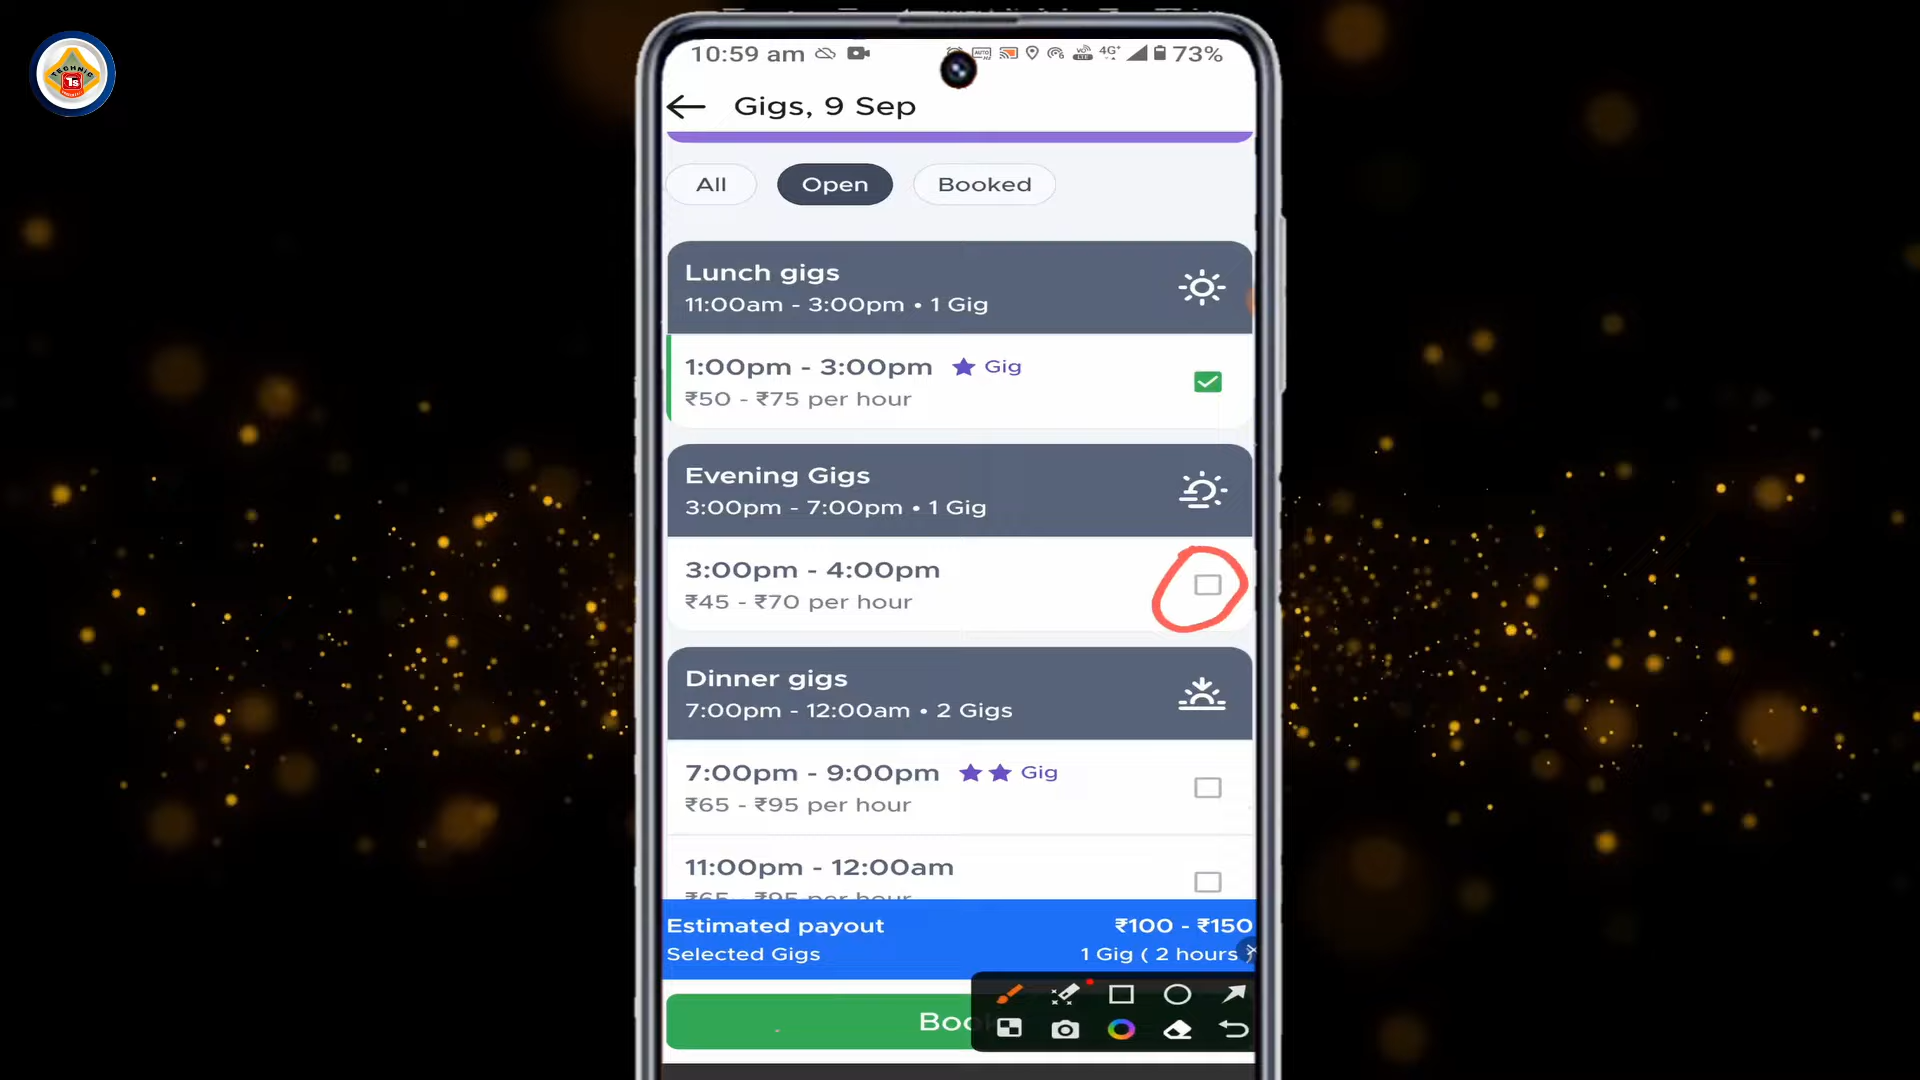 TECHNIC
Ts
10:59 am
4G+
73%
Gigs, 9 Sep
All
Open
Booked
Lunch gigs
11:00am - 3:00pm • 1 Gig
1:00pm - 3:00pm ★ Gig
₹50 - ₹75 per hour
Evening Gigs
3:00pm - 7:00pm • 1 Gig
3:00pm - 4:00pm
₹45 - ₹70 per hour
Dinner gigs
7:00pm - 12:00am • 2 Gigs
7:00pm - 9:00pm ★★ Gig
₹65 - ₹95 per hour
11:00pm - 12:00am
₹65 - ₹95 per hour
Estimated payout
₹100 - ₹150
Selected Gigs
1 Gig ( 2 hours )
Boo